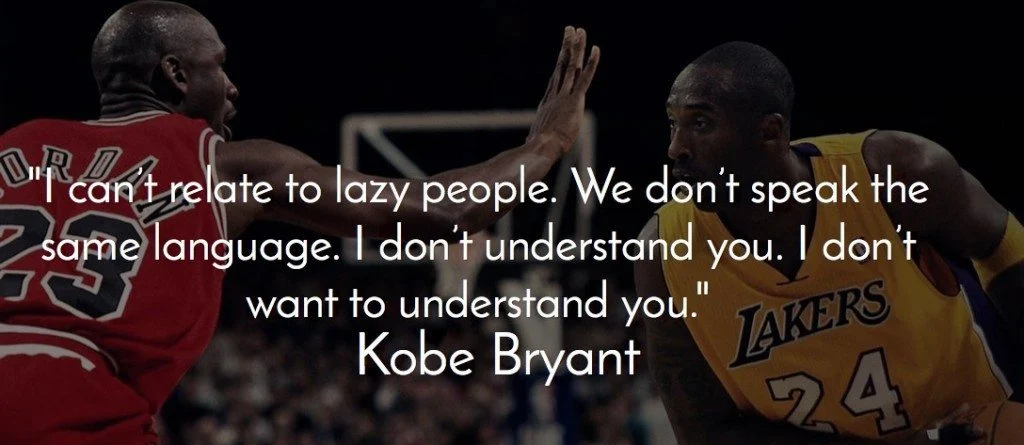 "I can't relate to lazy people. We don't speak the
same language. I don't understand you. I don't
want to understand you."
Kobe Bryant
ORDAN
23
LAKERS
24